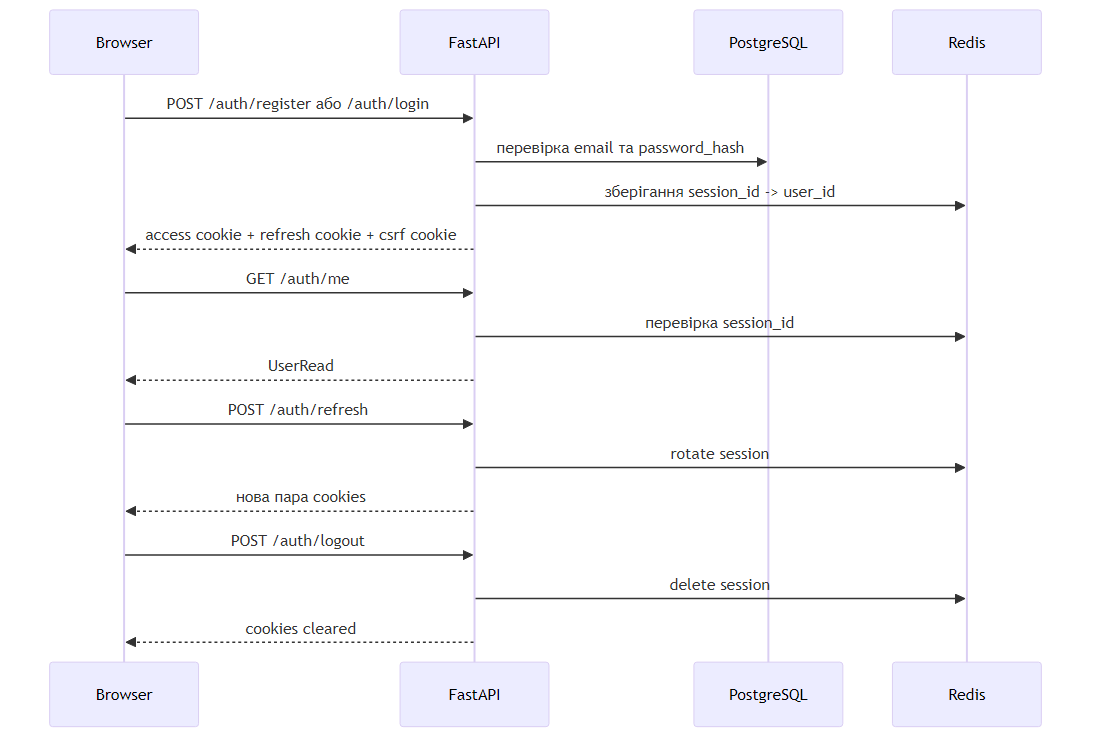 Browser
FastAPI
PostgreSQL
Redis
POST /auth/register або /auth/login
перевірка email та password_hash
зберігання session_id -> user_id
access cookie + refresh cookie + csrf cookie
GET /auth/me
перевірка session_id
UserRead
POST /auth/refresh
rotate session
нова пара cookies
POST /auth/logout
delete session
cookies cleared
Browser
FastAPI
PostgreSQL
Redis